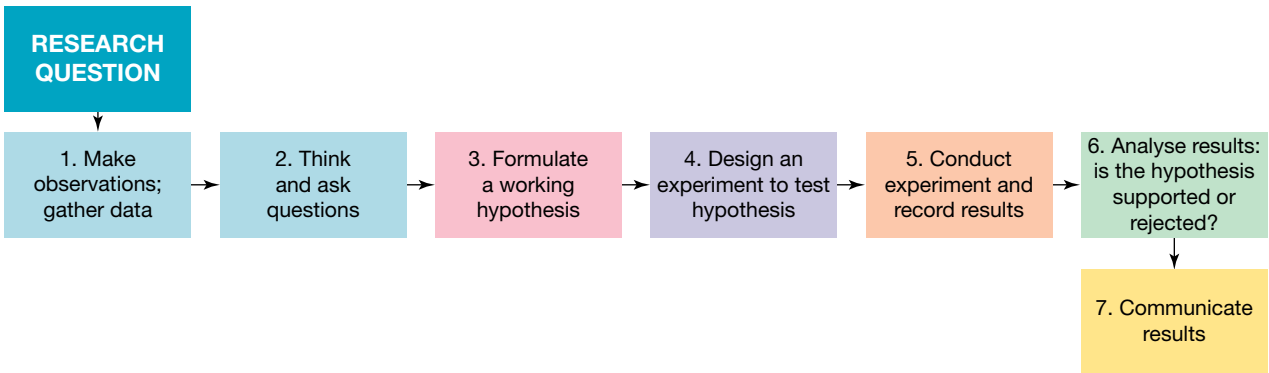 RESEARCH
QUESTION
1. Make
observations;
gather data
2. Think
and ask
questions
3. Formulate
a working
hypothesis
4. Design an
experiment to test
hypothesis
5. Conduct
experiment and
record results
6. Analyse results:
is the hypothesis
supported or
rejected?
7. Communicate
results